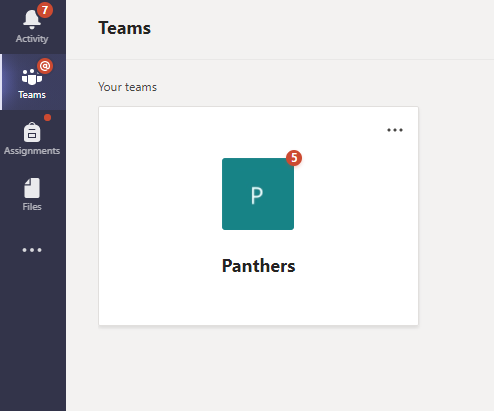 7
Activity
@
Teams
Assignments
Files
Teams
Your teams
5
P
Panthers